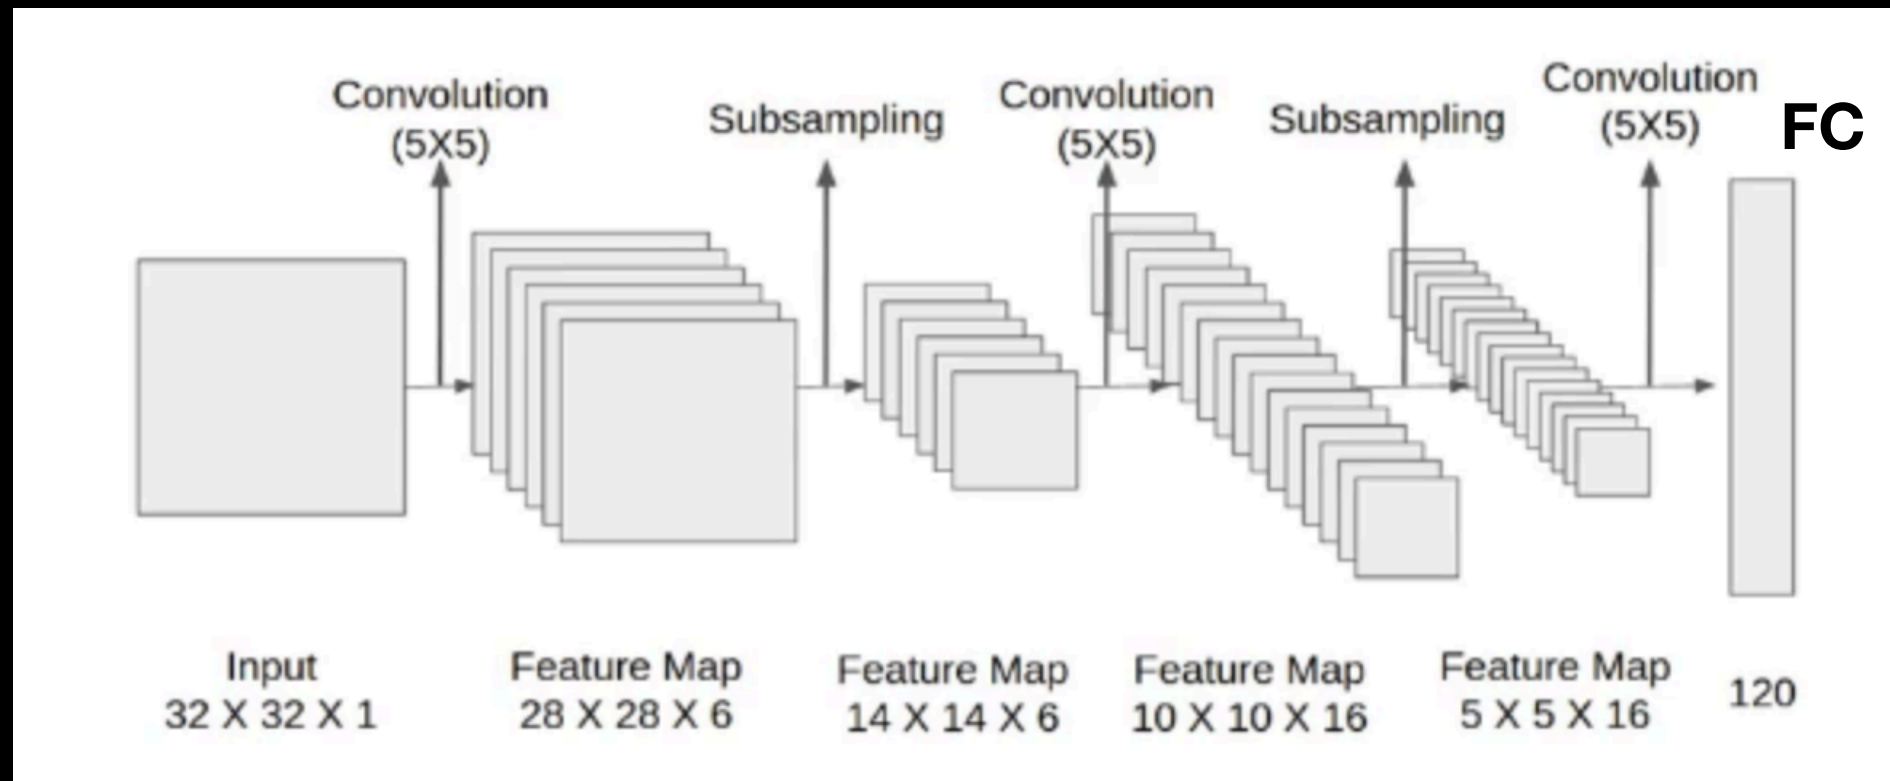 Convolution
(5X5)
Subsampling
Convolution
(5X5)
Subsampling
Convolution
(5X5)
FC
Input
32 X 32 X 1
Feature Map
28 X 28 X 6
Feature Map
14 X 14 X 6
Feature Map
10 X 10 X 16
Feature Map
5 X 5 X 16
120